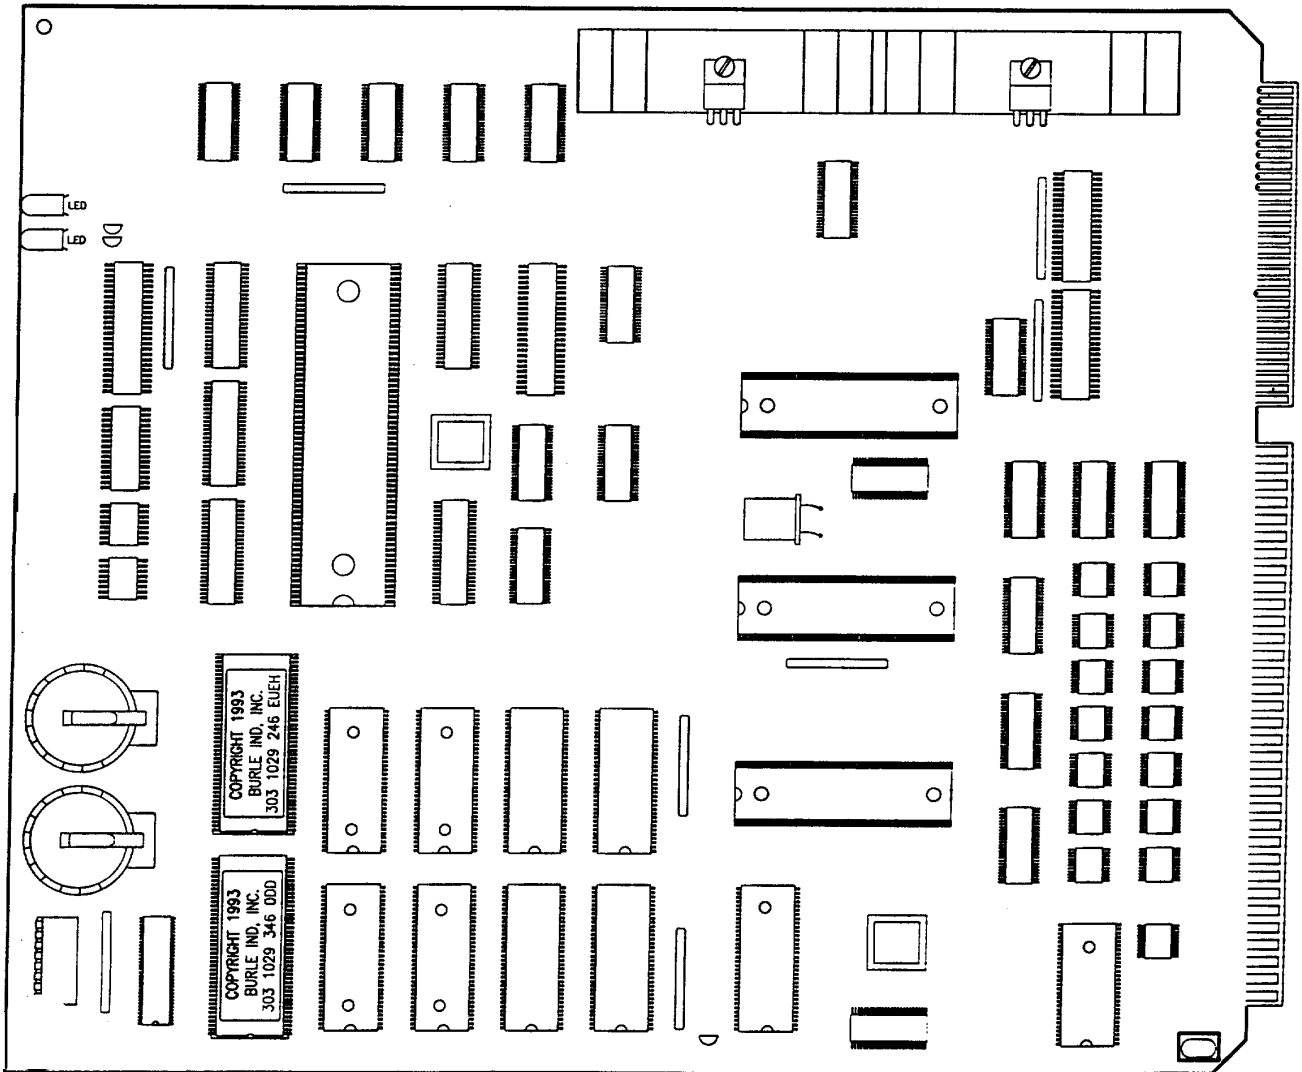 LED
LED
COPYRIGHT 1993
BURLE IND, INC.
303 1029 246 EUEH
COPYRIGHT 1993
BURLE IND, INC.
303 1029 346 ODD